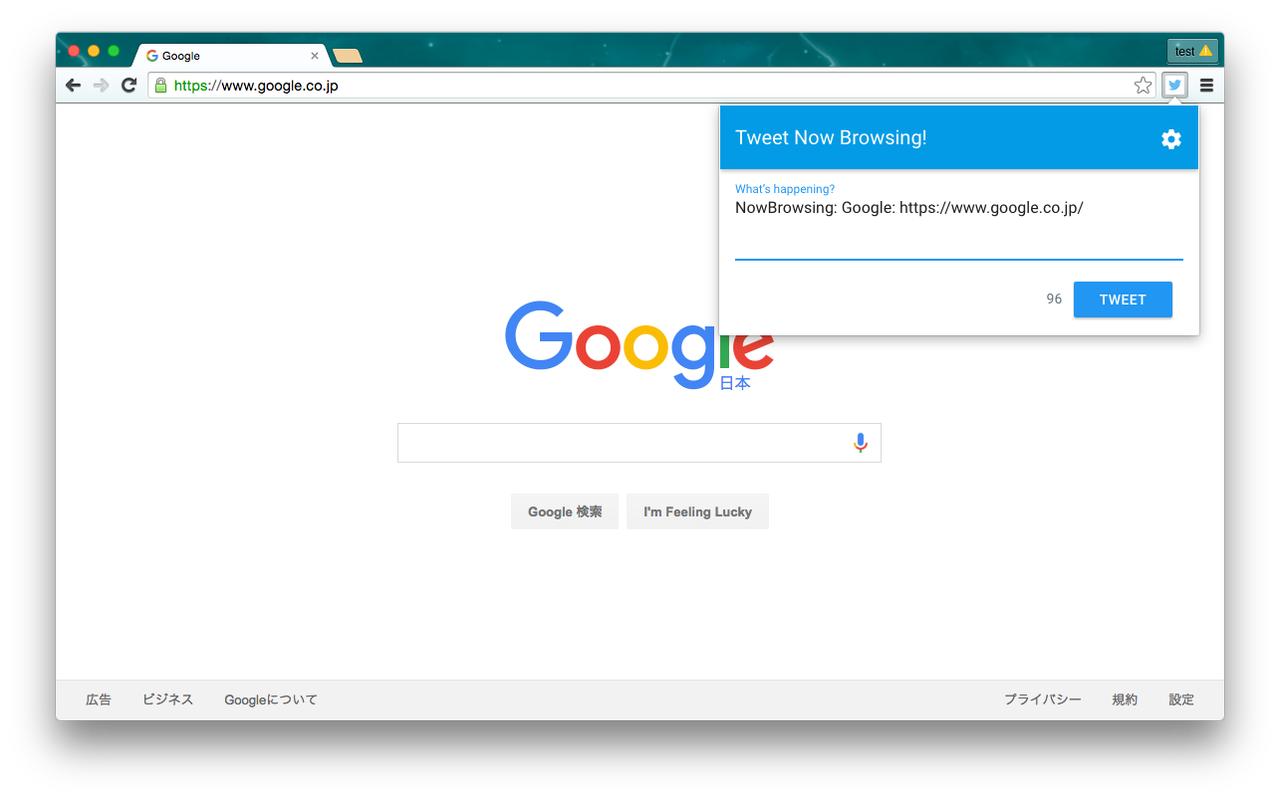 Google
test
https://www.google.co.jp
Tweet Now Browsing!
What's happening?
NowBrowsing: Google: https://www.google.co.jp/
96 TWEET
Google
日本
Google 検索 I'm Feeling Lucky
広告 ビジネス Googleについて プライバシー 規約 設定